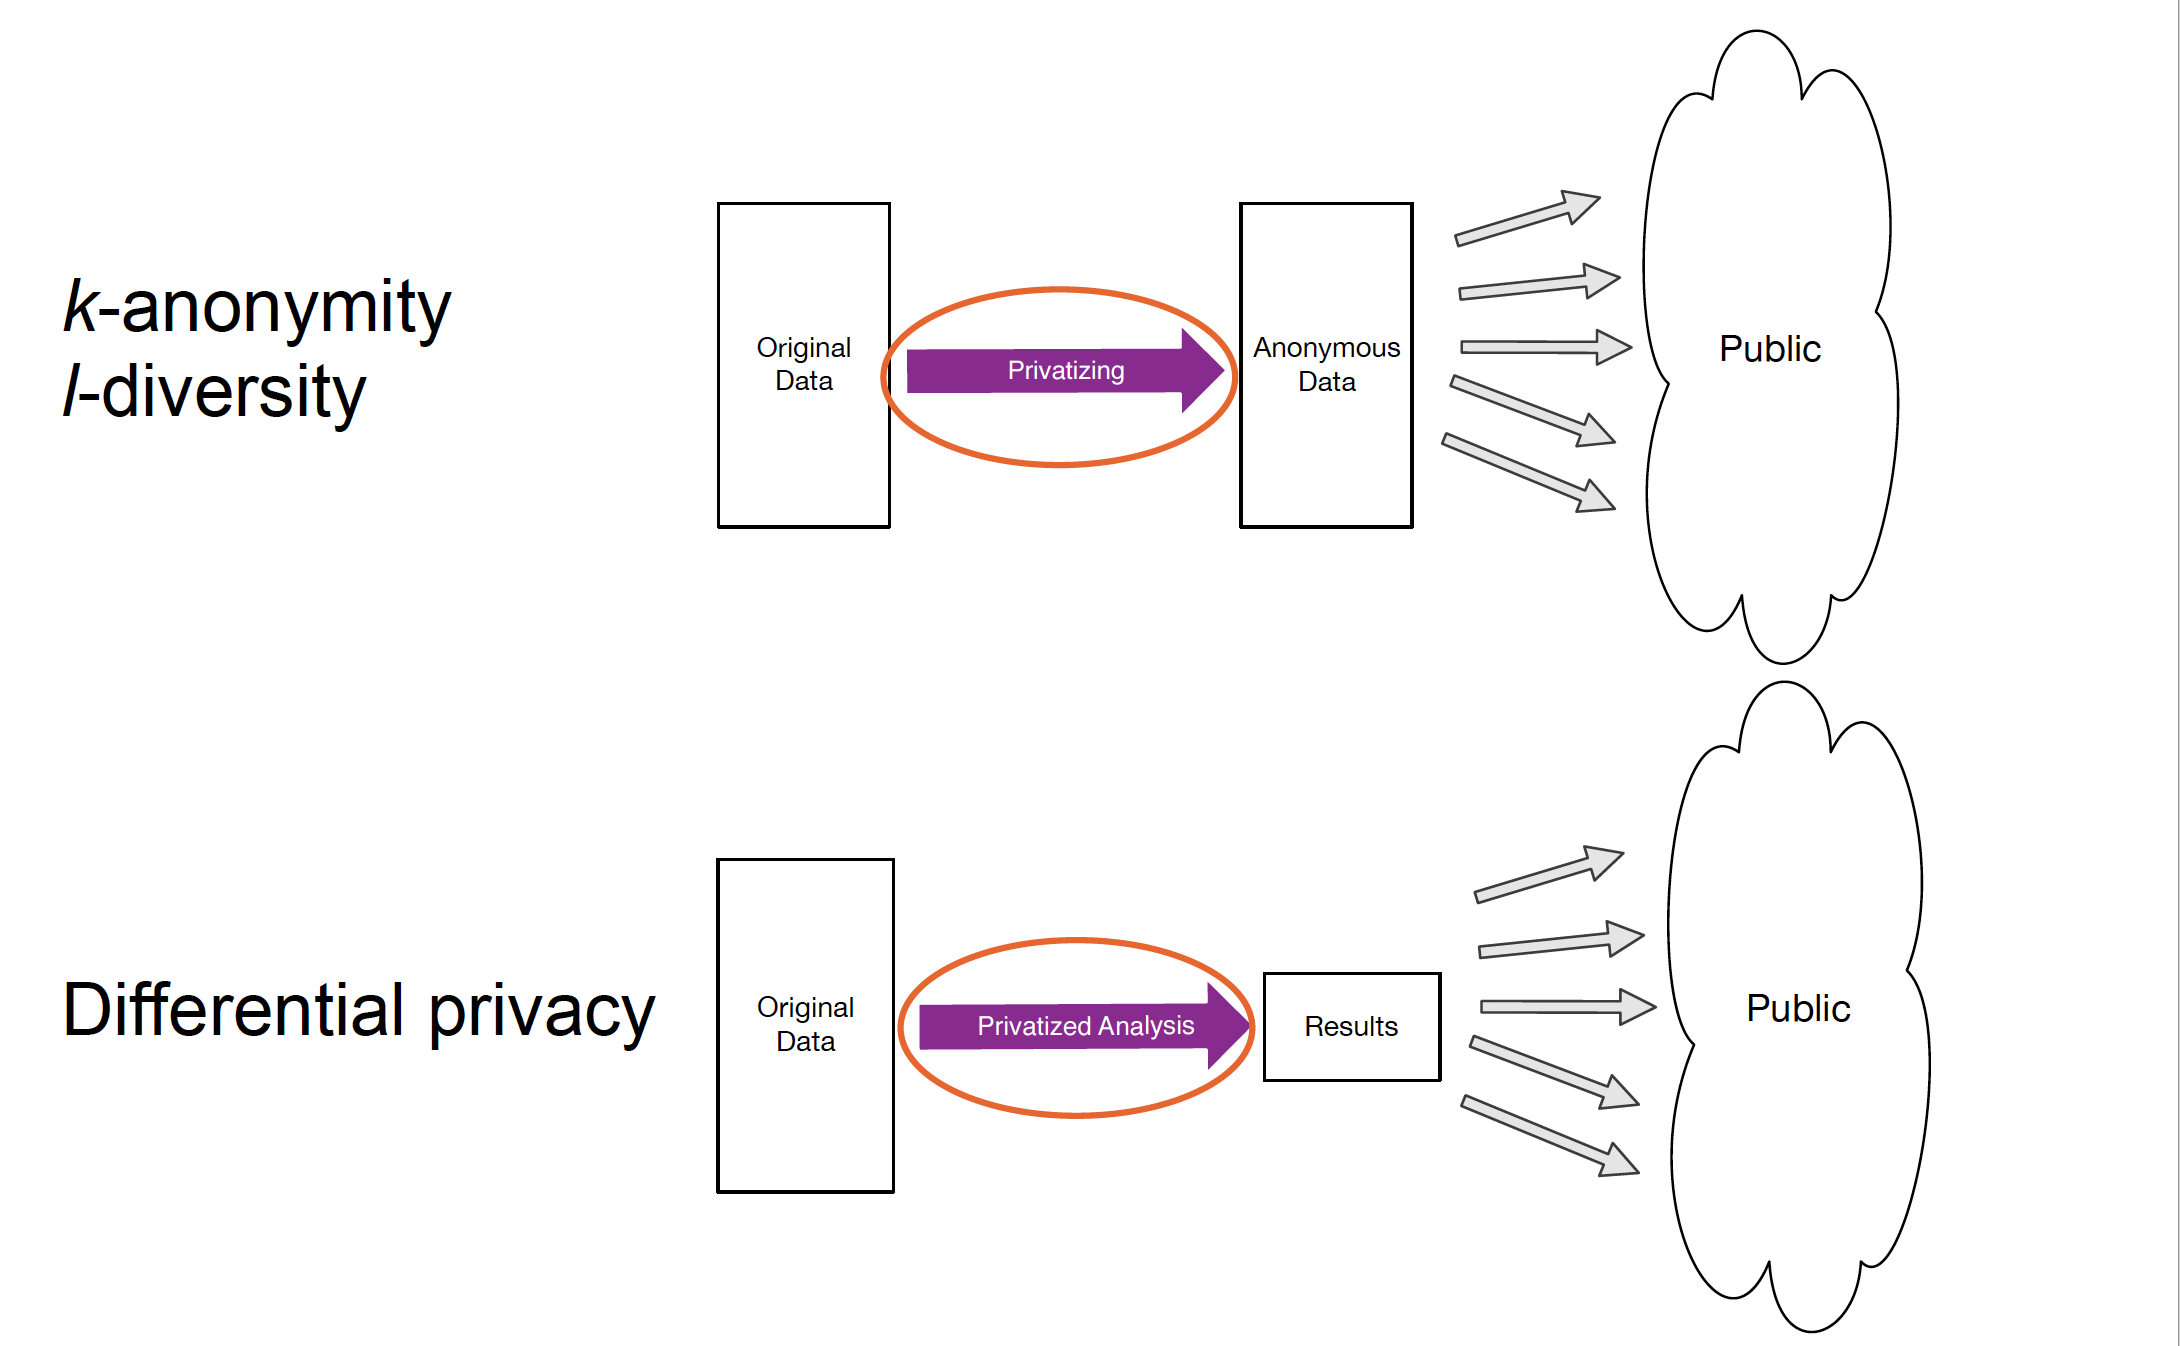 k-anonymity
l-diversity
Original
Data
Privatizing
Anonymous
Data
Public
Differential privacy
Original
Data
Privatized Analysis
Results
Public